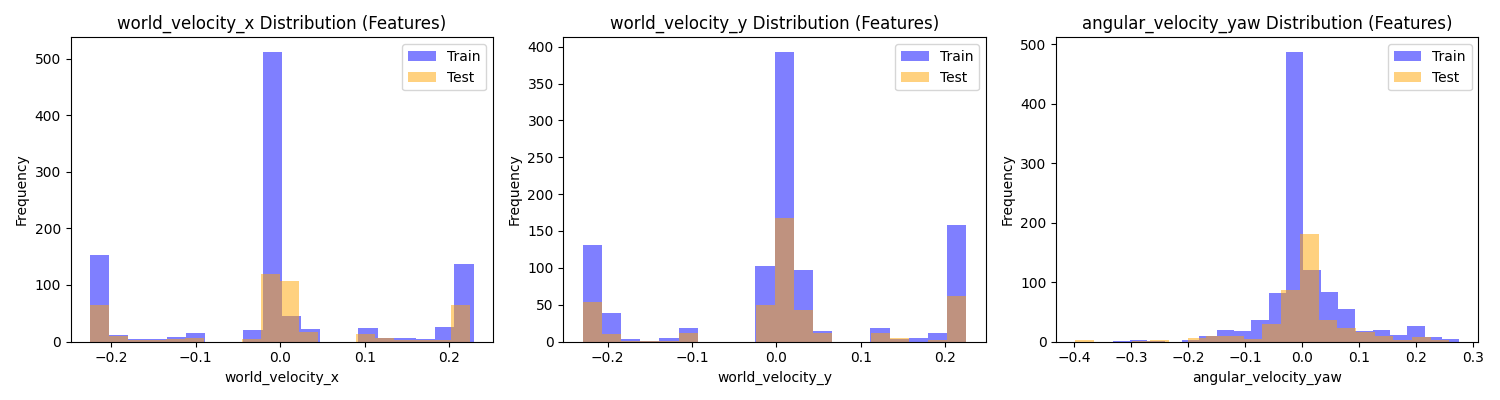 world_velocity_x Distribution (Features)
Train
Test
Frequency
500
400
300
200
100
0
−0.2 −0.1 0.0 0.1 0.2
world_velocity_x
world_velocity_y Distribution (Features)
Train
Test
Frequency
400
350
300
250
200
150
100
50
0
−0.2 −0.1 0.0 0.1 0.2
world_velocity_y
angular_velocity_yaw Distribution (Features)
Train
Test
Frequency
500
400
300
200
100
0
−0.4 −0.3 −0.2 −0.1 0.0 0.1 0.2 0.3
angular_velocity_yaw